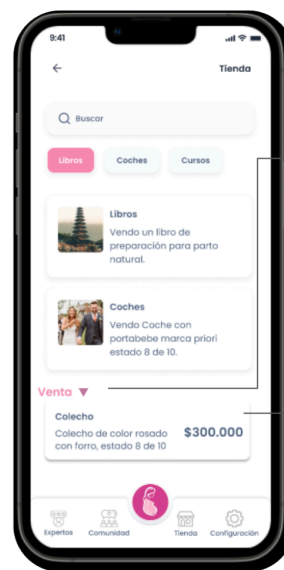 9:41
Tienda
Buscar
Libros Coches Cursos
Libros
Vendo un libro de
preparación para parto
natural.
Coches
Vendo Coche con
portabebe marca priori
estado 8 de 10.
Venta
Colecho
Colecho de color rosado $300.000
con forro, estado 8 de 10
Expertos Comunidad Tienda Configuración